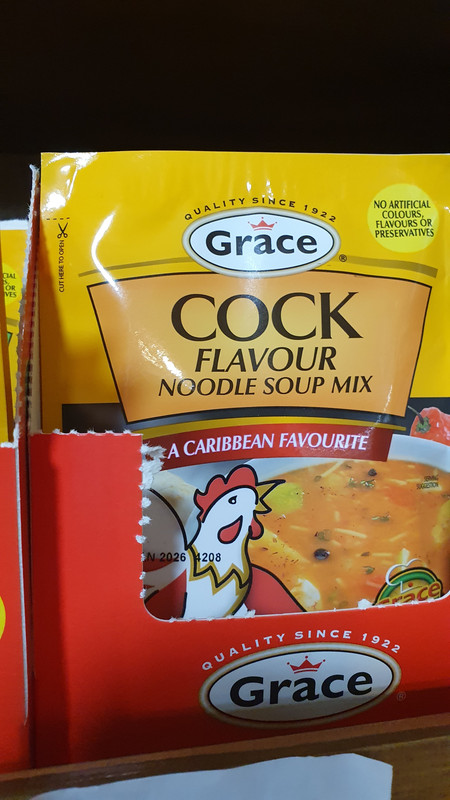 QUALITY SINCE 1922
Grace
®
NO ARTIFICIAL
COLOURS,
FLAVOURS OR
PRESERVATIVES
CUT HERE TO OPEN
COCK
FLAVOUR
NOODLE SOUP MIX
A CARIBBEAN FAVOURITE
SUGGESTION
N 2026 4208
Grace
QUALITY SINCE 1922
Grace
®